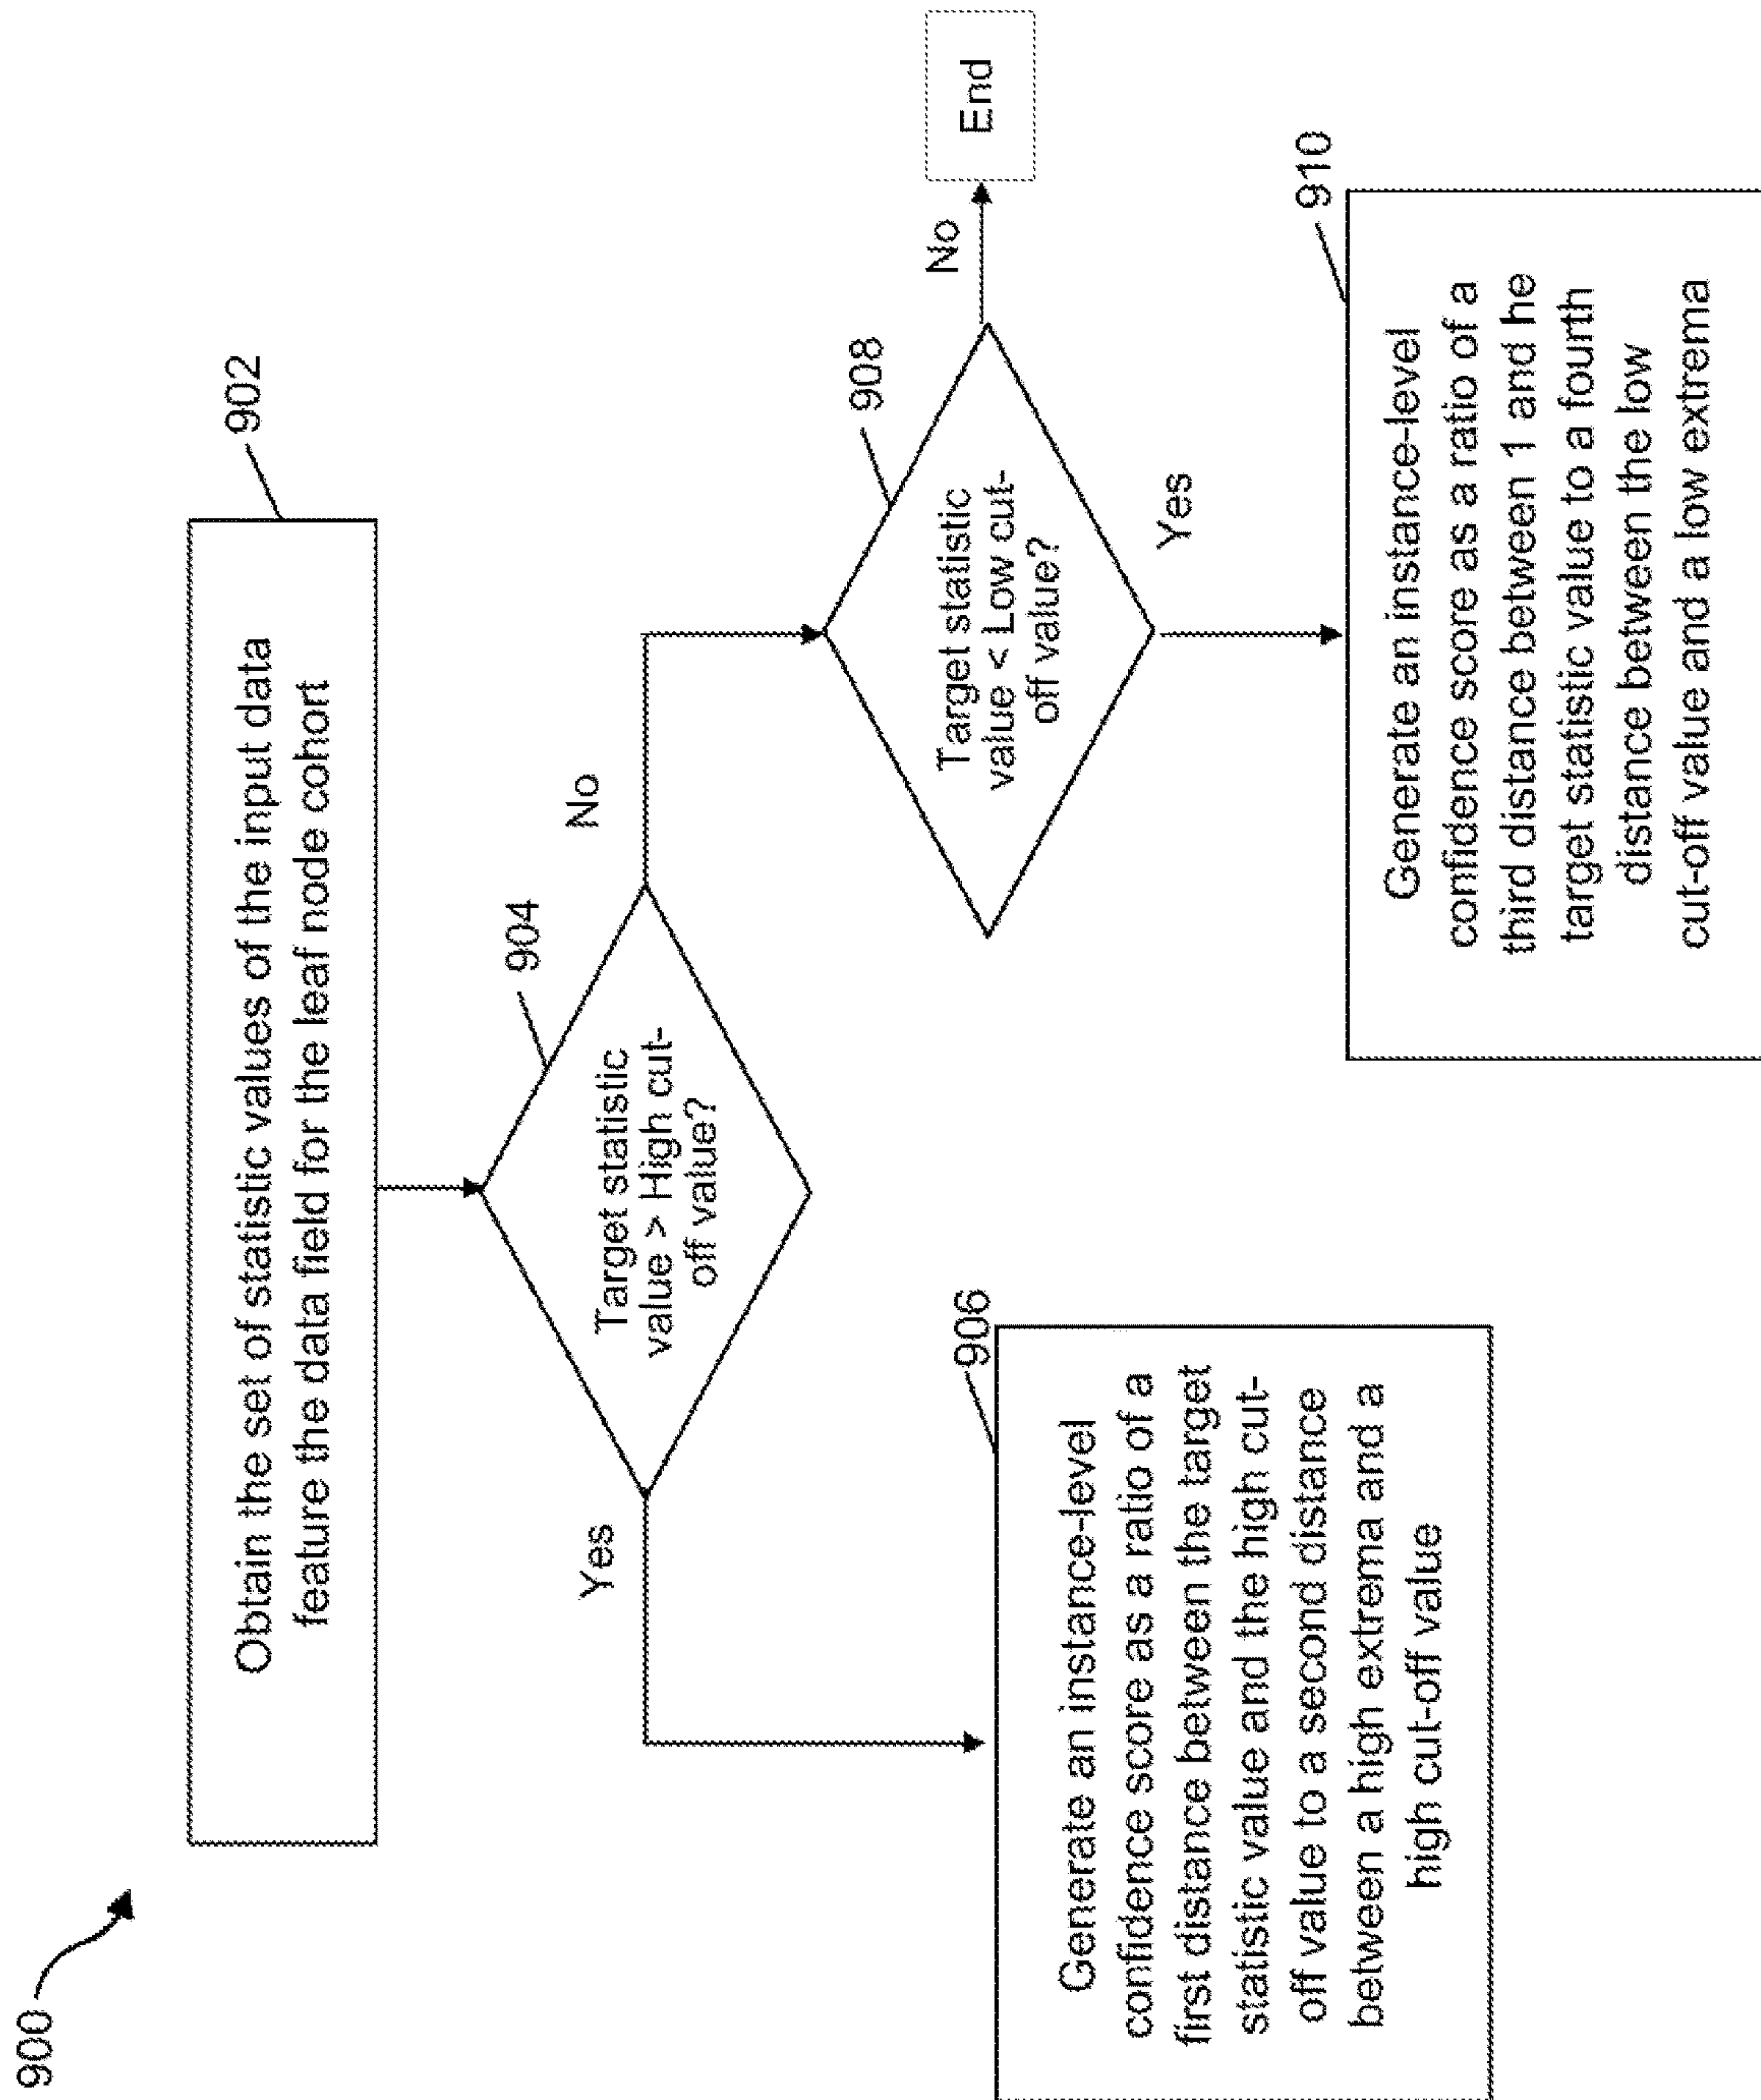 900
902
Obtain the set of statistic values of the input data
feature the data field for the leaf node cohort
904
Target statistic
value > High cut-
off value?
Yes
No
906
Generate an instance-level
confidence score as a ratio of a
first distance between the target
statistic value and the high cut-
off value to a second distance
between a high extrema and a
high cut-off value
908
Target statistic
value < Low cut-
off value?
No
End
Yes
910
Generate an instance-level
confidence score as a ratio of a
third distance between 1 and he
target statistic value to a fourth
distance between the low
cut-off value and a low extrema